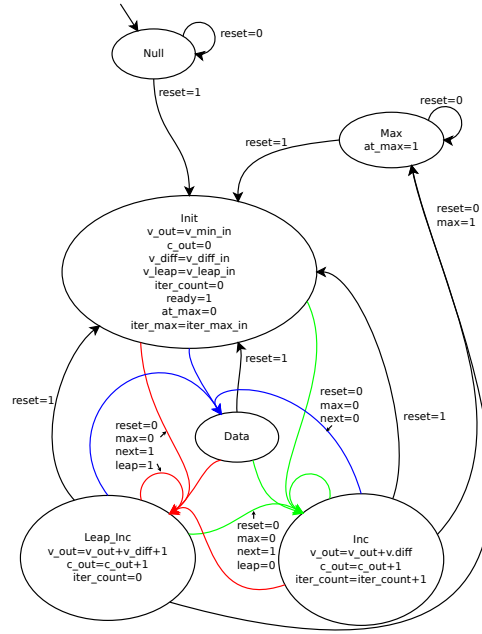 reset=0
Null
reset=1
reset=0
Max
at_max=1
reset=1
reset=0
max=1
Init
v_out=v_min_in
c_out=0
v_diff=v_diff_in
v_leap=v_leap_in
iter_count=0
ready=1
at_max=0
iter_max=iter_max_in
reset=1
reset=1
reset=0
max=0
next=0
reset=1
reset=0
max=0
next=1
leap=1
Data
reset=0
max=0
next=1
leap=0
Leap_Inc
v_out=v_out+v_diff+1
c_out=c_out+1
iter_count=0
Inc
v_out=v_out+v.diff
c_out=c_out+1
iter_count=iter_count+1